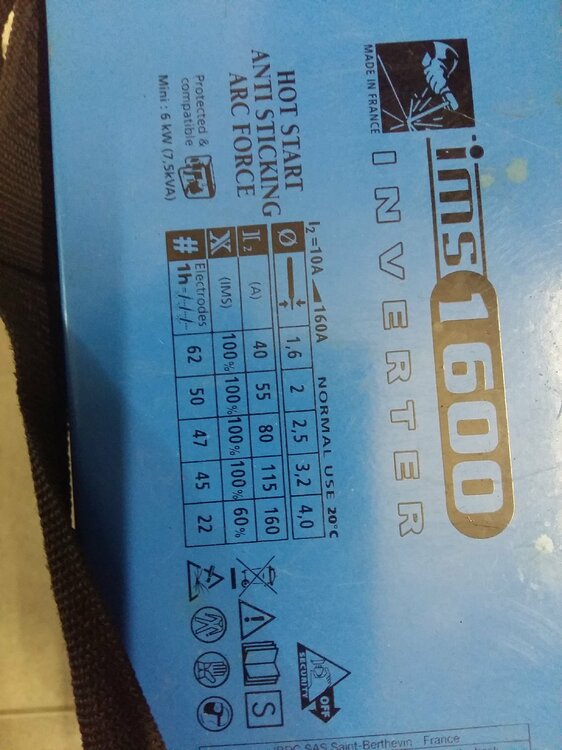 ims 1600
INVERTER
MADE IN FRANCE
I2 =10A 160A NORMAL USE 20°C
Ø 1,6 2 2,5 3,2 4,0
I2 (A) 40 55 80 115 160
X (IMS) 100% 100% 100% 100% 60%
# Electrodes 1h=/-/-/- 62 50 47 45 22
HOT START
ANTI STICKING
ARC FORCE
Protected &
compatible
Mini : 6 kW (7,5kVA)
OFF
SECURITY
S
SAS Saint-Berthevin France